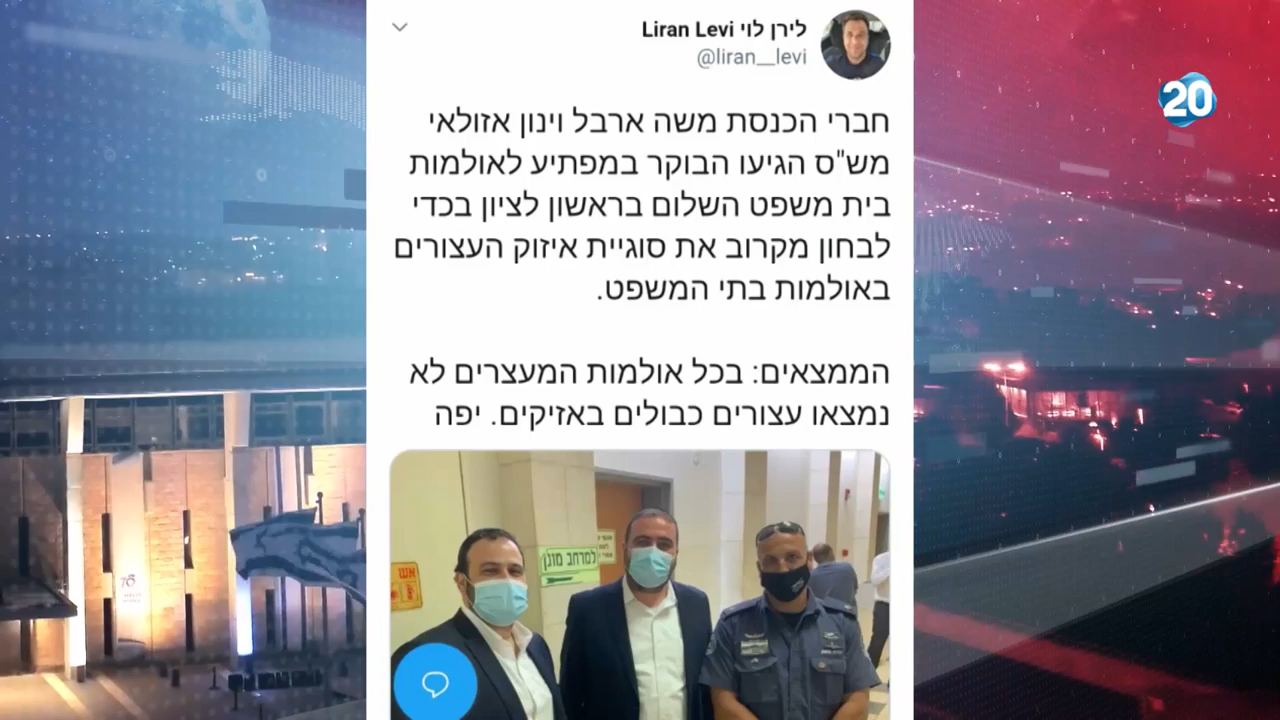 לירן לוי Liran Levi
@liran__levi
20
חברי הכנסת משה ארבל וינון אזולאי
מש"ס הגיעו הבוקר במפתיע לאולמות
בית משפט השלום בראשון לציון בכדי
לבחון מקרוב את סוגיית איזוק העצורים
באולמות בתי המשפט.
הממצאים: בכל אולמות המעצרים לא
נמצאו עצורים כבולים באזיקים. יפה
למרחב מוגן
אש
70